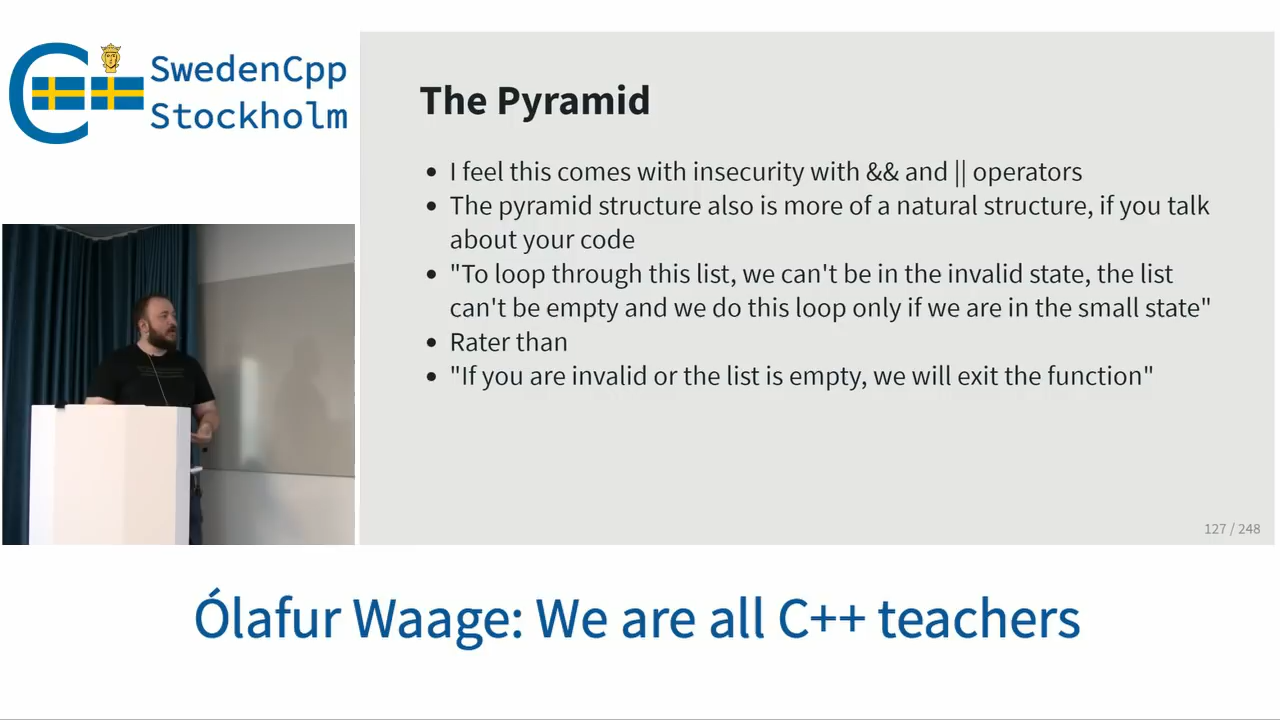 SwedenCpp
Stockholm
The Pyramid
• I feel this comes with insecurity with && and || operators
• The pyramid structure also is more of a natural structure, if you talk
about your code
• "To loop through this list, we can't be in the invalid state, the list
can't be empty and we do this loop only if we are in the small state"
• Rater than
• "If you are invalid or the list is empty, we will exit the function"
127 / 248
Ólafur Waage: We are all C++ teachers